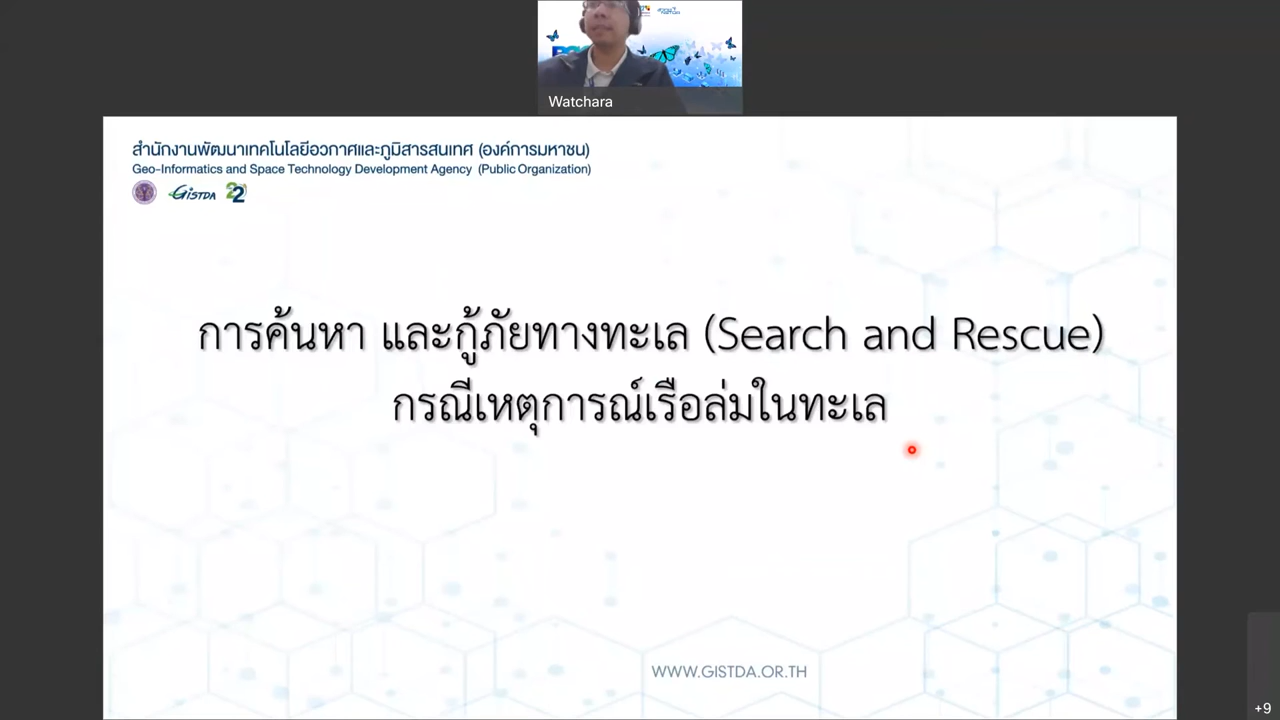 Watchara
สำนักงานพัฒนาเทคโนโลยีอวกาศและภูมิสารสนเทศ (องค์การมหาชน)
Geo-Informatics and Space Technology Development Agency (Public Organization)
GISTDA 22
การค้นหา และกู้ภัยทางทะเล (Search and Rescue)
กรณีเหตุการณ์เรือล่มในทะเล
WWW.GISTDA.OR.TH
+9